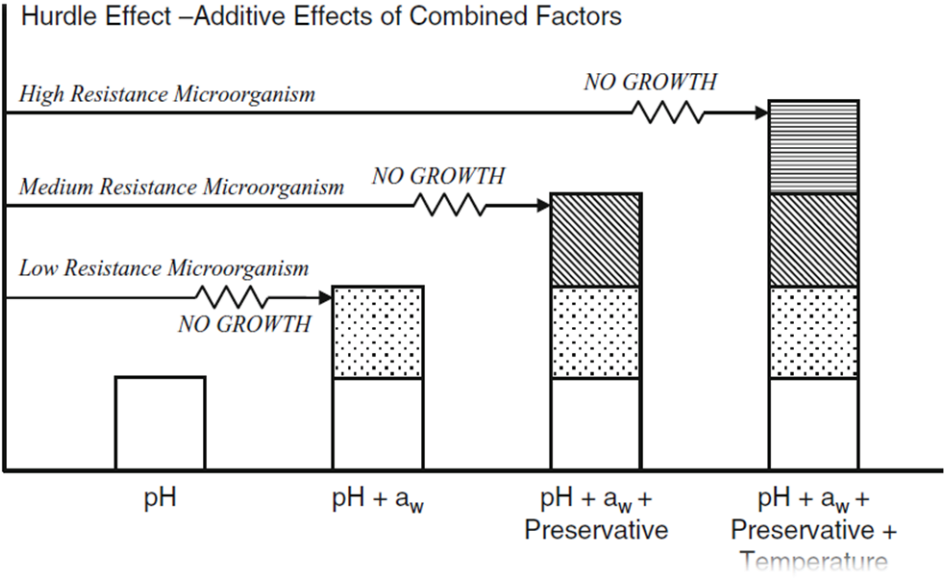 Hurdle Effect –Additive Effects of Combined Factors
NO GROWTH
High Resistance Microorganism
NO GROWTH
Medium Resistance Microorganism
Low Resistance Microorganism
NO GROWTH
pH
pH + aw
pH + aw +
Preservative
pH + aw +
Preservative +
Temperature